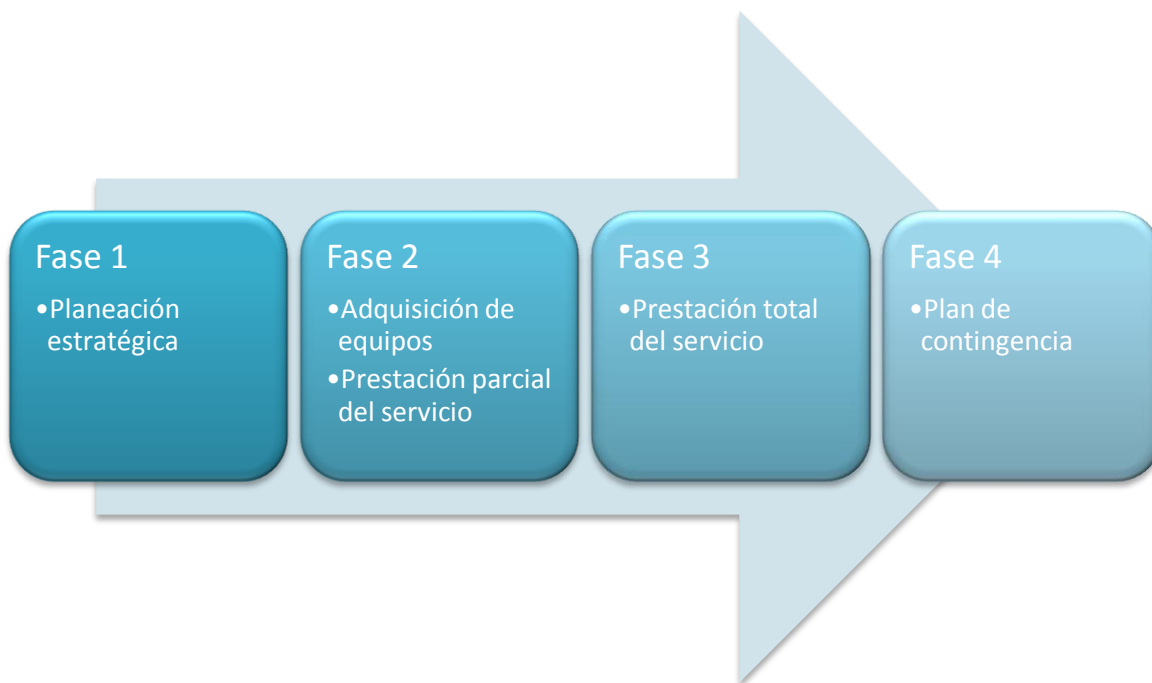 Fase 1
•Planeación
estratégica
Fase 2
•Adquisición de
equipos
•Prestación parcial
del servicio
Fase 3
•Prestación total
del servicio
Fase 4
•Plan de
contingencia